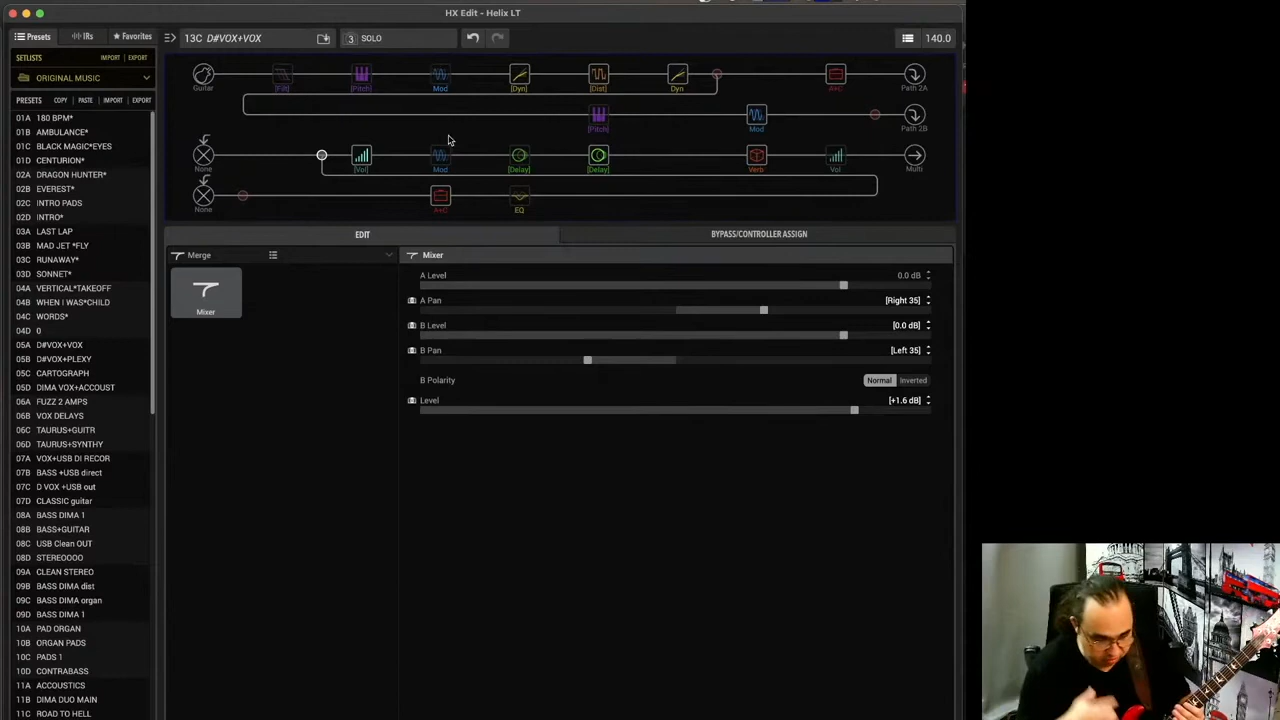 HX Edit - Helix LT
Presets
IRs
Favorites
13C D#VOX+VOX
3 SOLO
140.0
SETLISTS
IMPORT | EXPORT
ORIGINAL MUSIC
PRESETS
COPY
PASTE
IMPORT
EXPORT
01A 180 BPM*
01B AMBULANCE*
01C BLACK MAGIC*EYES
01D CENTURION*
02A DRAGON HUNTER*
02B EVEREST*
02C INTRO PADS
02D INTRO*
03A LAST LAP
03B MAD JET *FLY
03C RUNAWAY*
03D SONNET*
04A VERTICAL*TAKEOFF
04B WHEN I WAS*CHILD
04C WORDS*
04D 0
05A D#VOX+VOX
05B D#VOX+PLEXY
05C CARTOGRAPH
05D DIMA VOX+ACCOUST
06A FUZZ 2 AMPS
06B VOX DELAYS
06C TAURUS+GUITR
06D TAURUS+SYNTHY
07A VOX+USB DI RECOR
07B BASS +USB direct
07C D VOX +USB out
07D CLASSIC guitar
08A BASS DIMA 1
08B BASS+GUITAR
08C USB Clean OUT
08D STEREOOOO
09A CLEAN STEREO
09B BASS DIMA dist
09C BASS DIMA organ
09D BASS DIMA 1
10A PAD ORGAN
10B ORGAN PADS
10C PADS 1
10D CONTRABASS
11A ACCOUSTICS
11B DIMA DUO MAIN
11C ROAD TO HELL
Guitar
[Filt]
[Pitch]
Mod
[Dyn]
[Dist]
Dyn
A+C
Path 2A
[Pitch]
Mod
Path 2B
None
[Vol]
Mod
[Delay]
[Delay]
Verb
Vol
Multi
None
A+C
EQ
EDIT
BYPASS/CONTROLLER ASSIGN
Merge
Mixer
Mixer
A Level
0.0 dB
A Pan
[Right 35]
B Level
[0.0 dB]
B Pan
[Left 35]
B Polarity
Normal
Inverted
Level
[+1.6 dB]